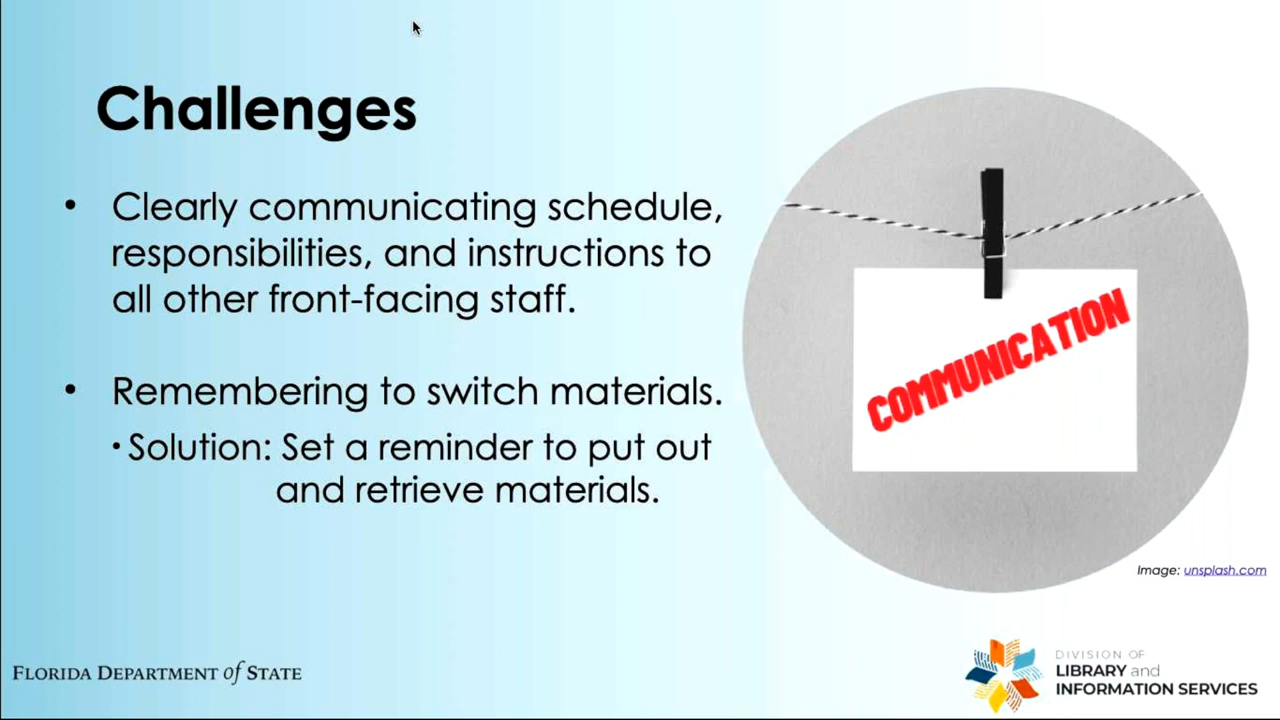 Challenges
• Clearly communicating schedule,
responsibilities, and instructions to
all other front-facing staff.
• Remembering to switch materials.
• Solution: Set a reminder to put out
and retrieve materials.
COMMUNICATION
Image: unsplash.com
FLORIDA DEPARTMENT of STATE
DIVISION OF
LIBRARY and
INFORMATION SERVICES